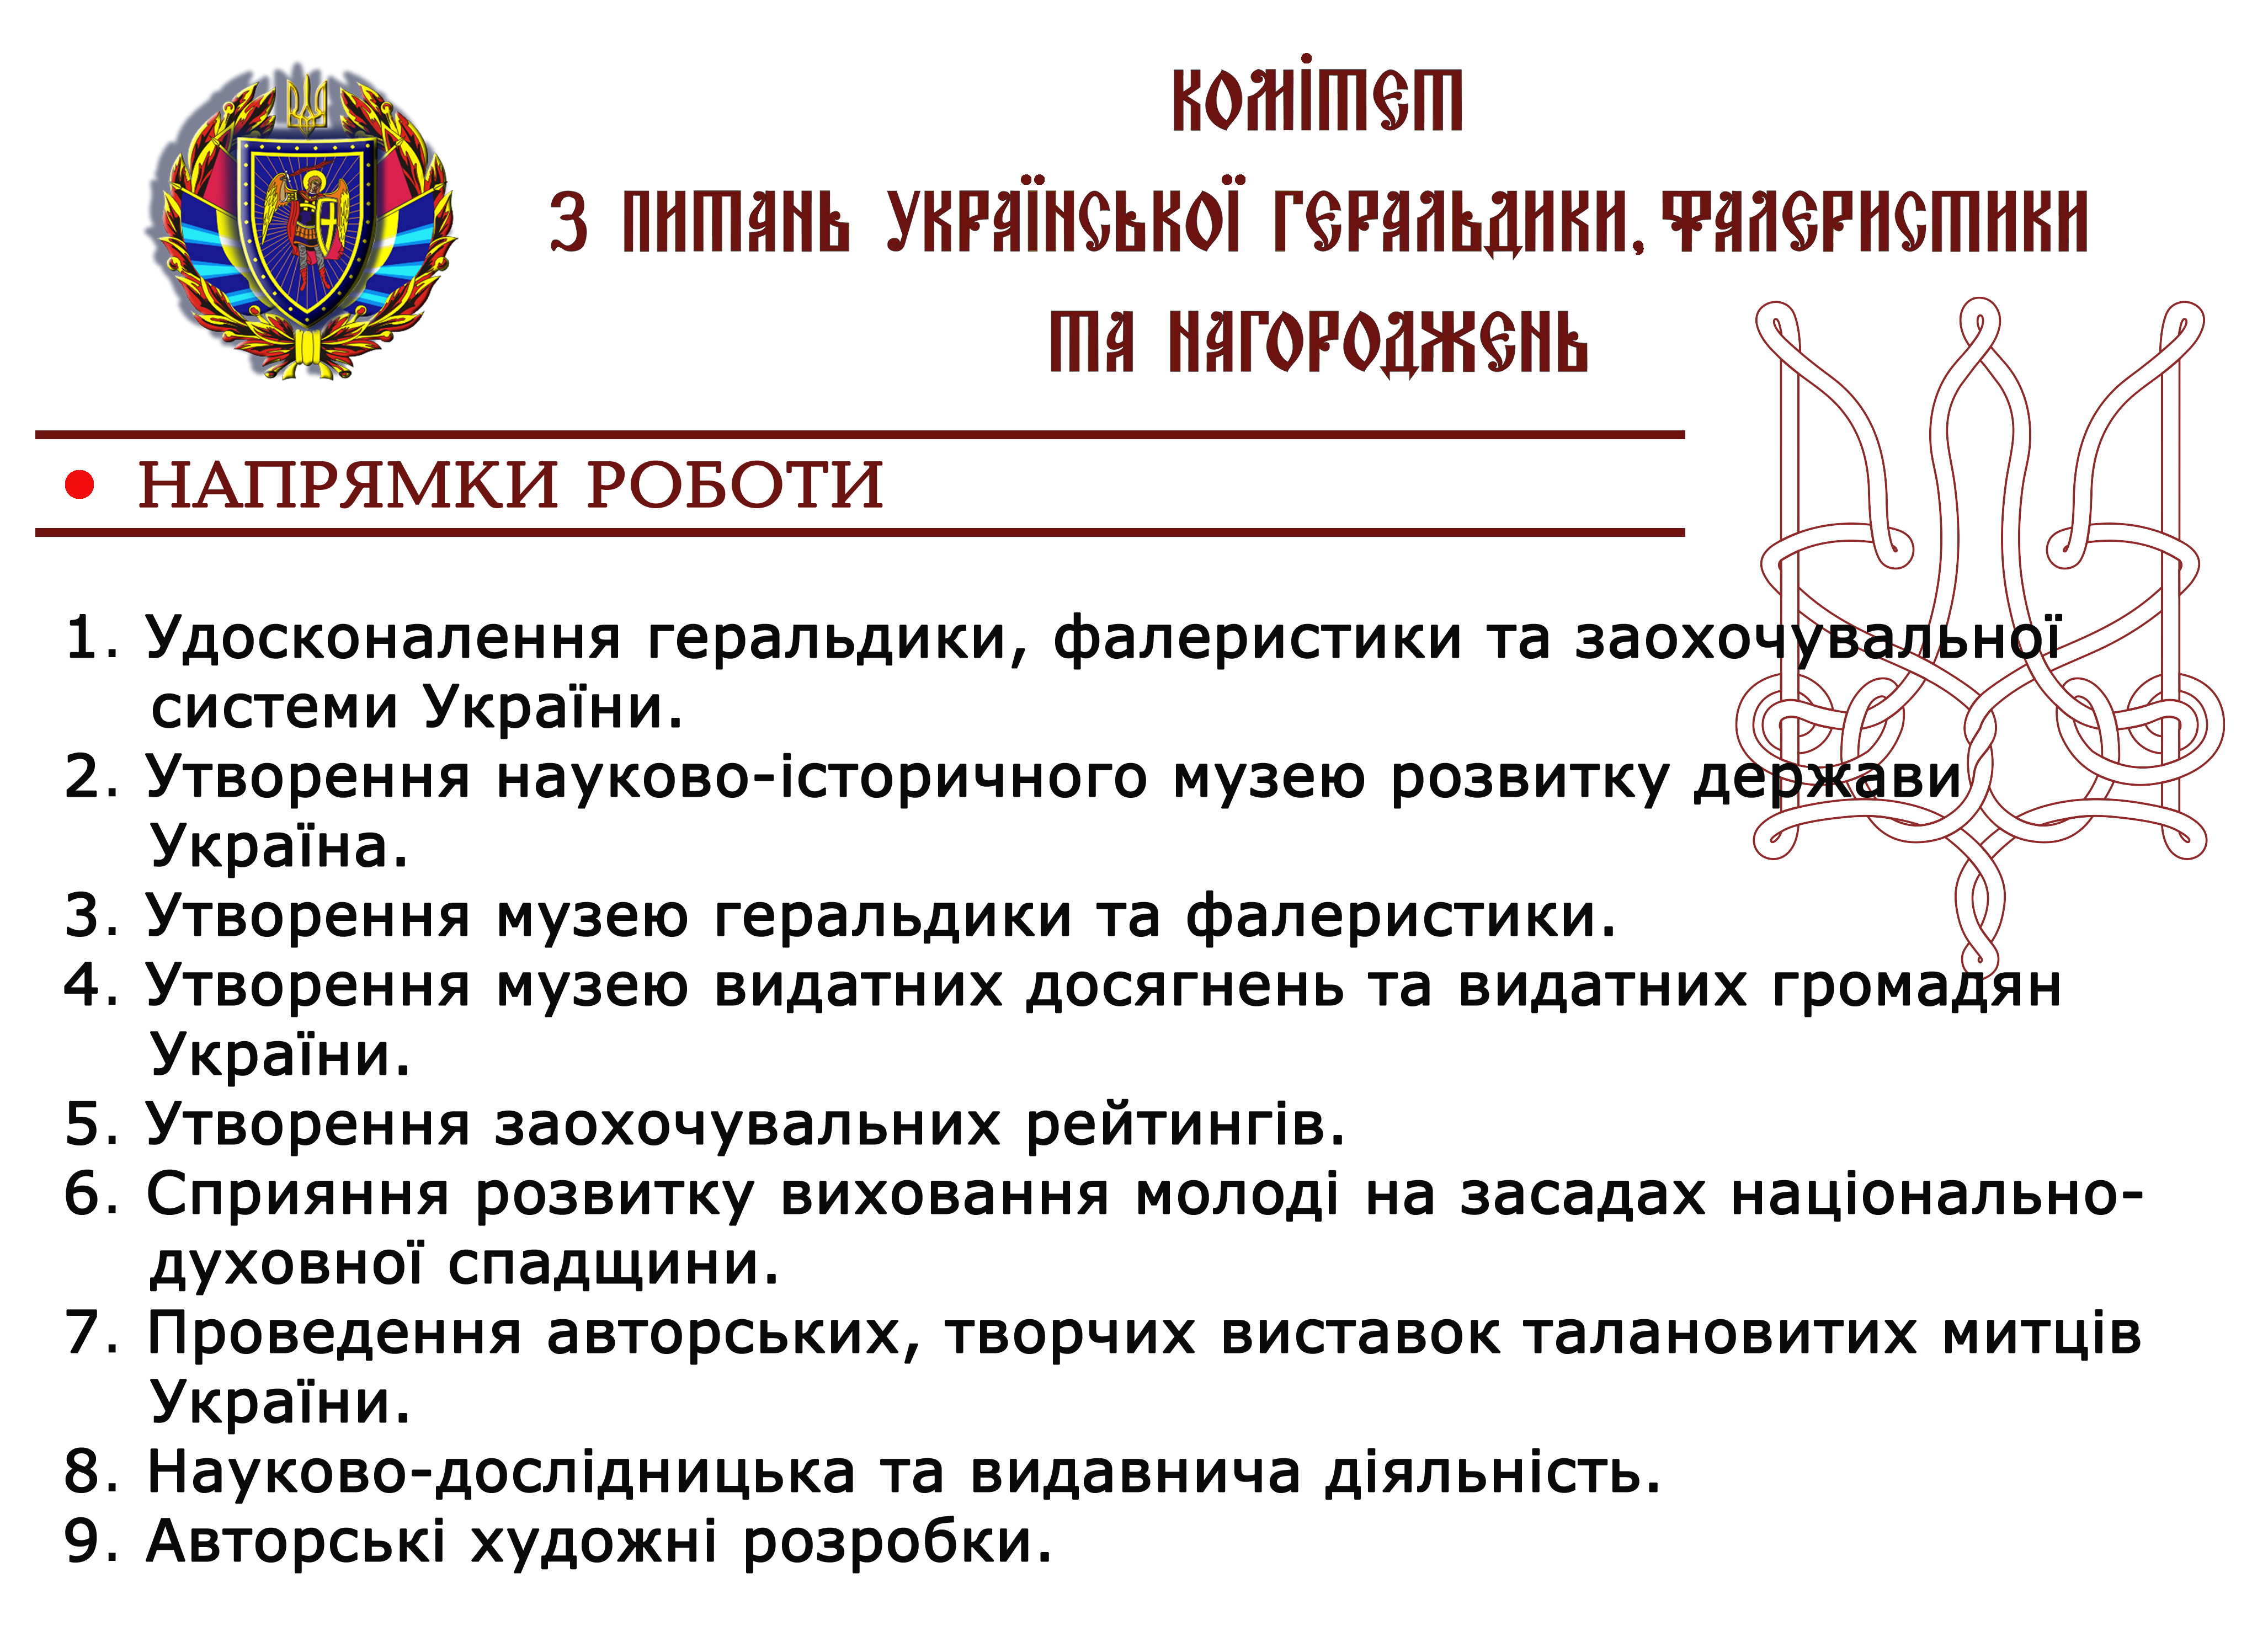 Комітет
з питань української геральдики, фалеристики
та нагороджень
• НАПРЯМКИ РОБОТИ
1. Удосконалення геральдики, фалеристики та заохочувальної
системи України.
2. Утворення науково-історичного музею розвитку держави
Україна.
3. Утворення музею геральдики та фалеристики.
4. Утворення музею видатних досягнень та видатних громадян
України.
5. Утворення заохочувальних рейтингів.
6. Сприяння розвитку виховання молоді на засадах національно-
духовної спадщини.
7. Проведення авторських, творчих виставок талановитих митців
України.
8. Науково-дослідницька та видавнича діяльність.
9. Авторські художні розробки.